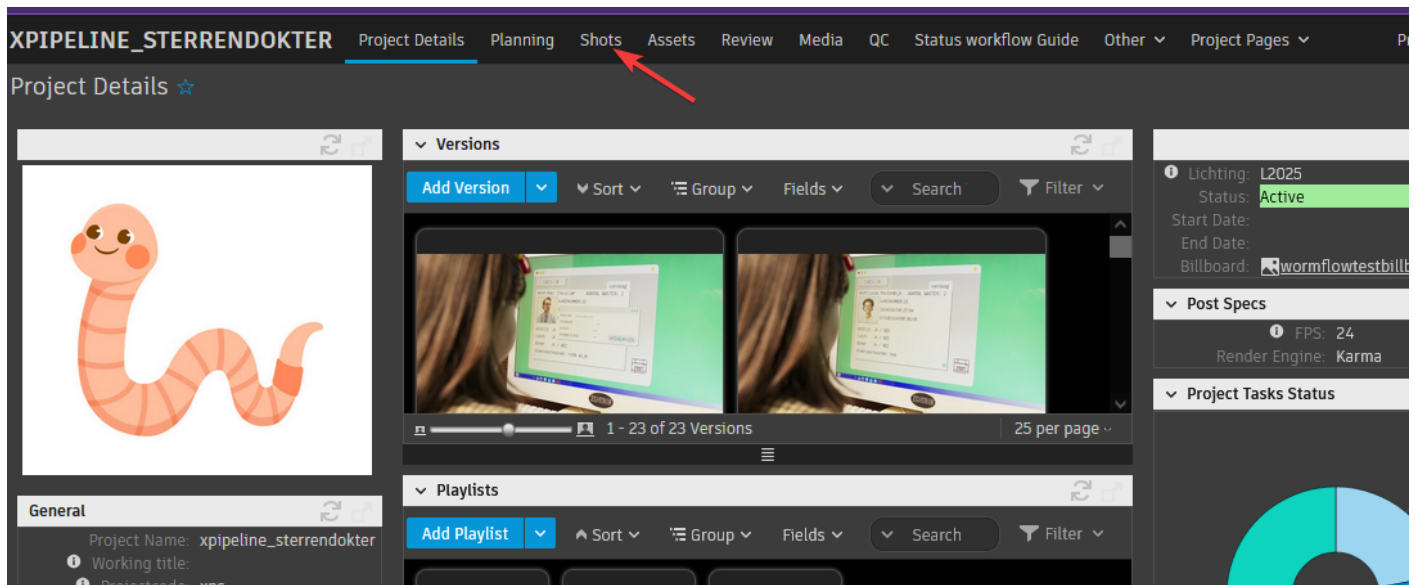 XPIPELINE_STERRENDOKTER Project Details Planning Shots Assets Review Media QC Status workflow Guide Other Project Pages
Project Details
Versions
Add Version Sort Group Fields Search Filter
1 - 23 of 23 Versions 25 per page
Playlists
Add Playlist Sort Group Fields Search Filter
General
Project Name: xpipeline_sterrendokter
Working title:
Projectcode: xps
Lichting: L2025
Status: Active
Start Date:
End Date:
Billboard: wormflowtestbillb
Post Specs
FPS: 24
Render Engine: Karma
Project Tasks Status